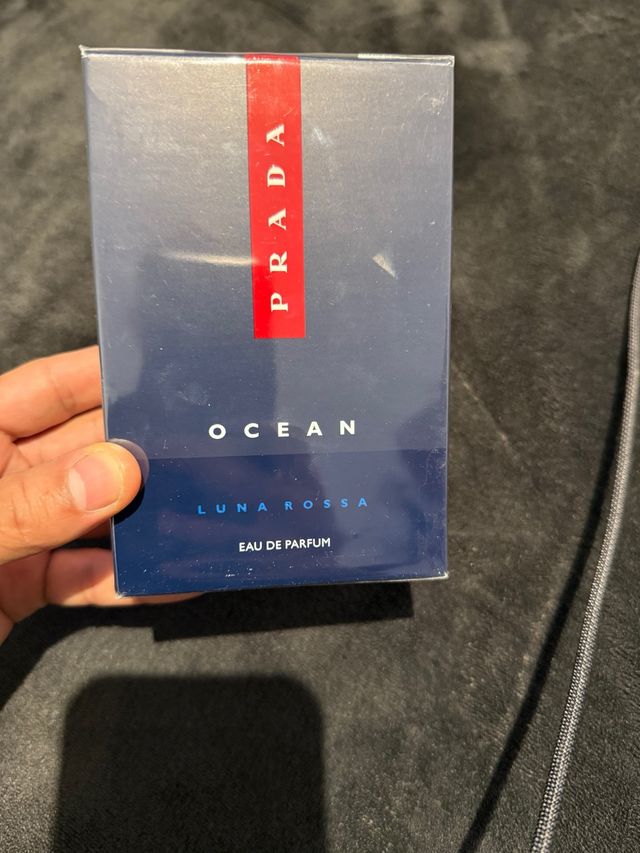 PRADA
OCEAN
LUNA ROSSA
EAU DE PARFUM